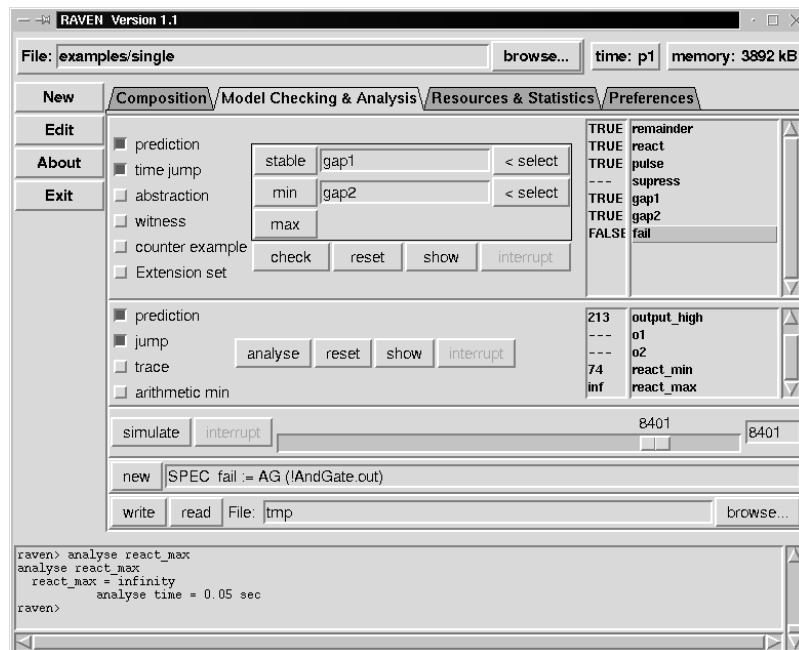 RAVEN Version 1.1
File: examples/single browse... time: p1 memory: 3892 kB
New Composition Model Checking & Analysis Resources & Statistics Preferences
Edit
About
Exit
prediction
time jump
abstraction
witness
counter example
Extension set
stable gap1 < select
min gap2 < select
max
check reset show interrupt
TRUE remainder
TRUE react
TRUE pulse
--- supress
TRUE gap1
TRUE gap2
FALSE fail
prediction
jump
trace
arithmetic min
analyse reset show interrupt
213 output_high
--- o1
--- o2
74 react_min
inf react_max
simulate interrupt 8401 8401
new SPEC fail := AG (!AndGate.out)
write read File: tmp browse...
raven> analyse react_max
analyse react_max
react_max = infinity
analyse time = 0.05 sec
raven>